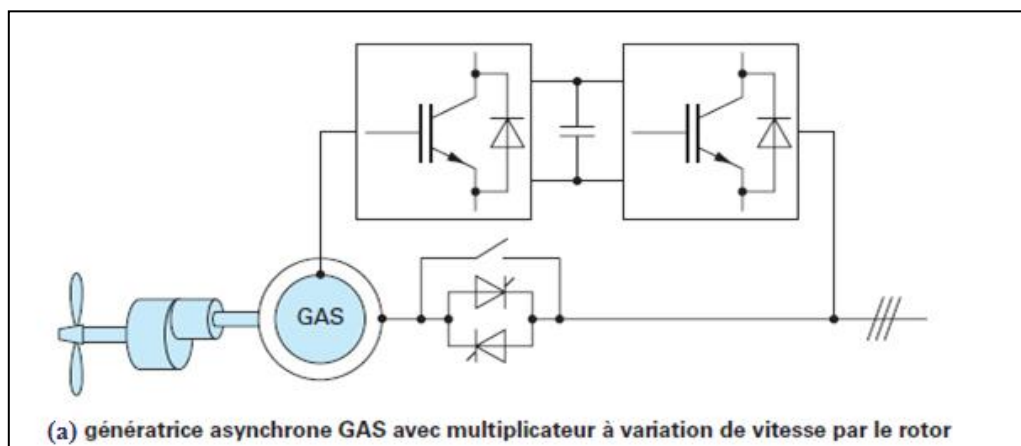 GAS
(a) génératrice asynchrone GAS avec multiplicateur à variation de vitesse par le rotor